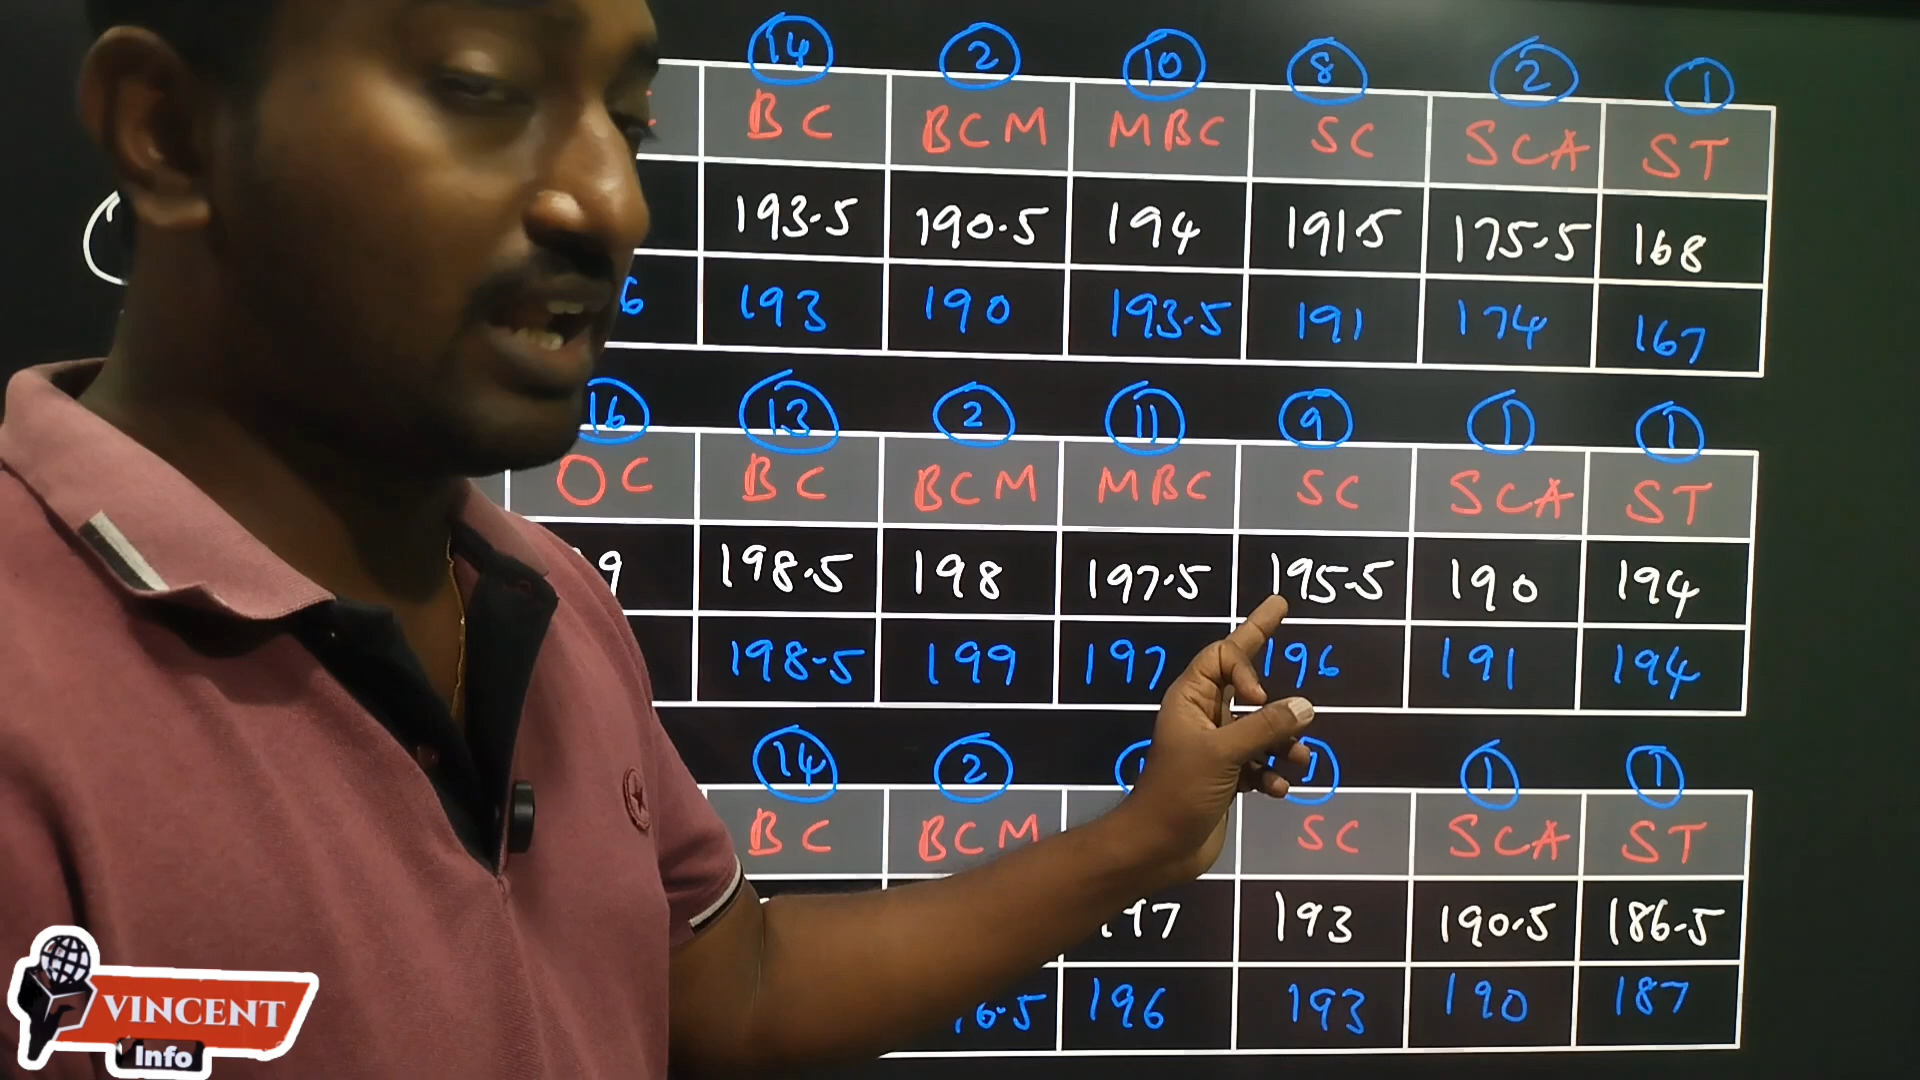 14 2 10 8 2 1
BC BCM MBC SC SCA ST
193.5 190.5 194 191.5 175.5 168
6 193 190 193.5 191 174 167
16 13 2 11 9 1 1
OC BC BCM MBC SC SCA ST
9 198.5 198 197.5 195.5 190 194
198.5 199 197 196 191 194
14 2 1 1
BC BCM SC SCA ST
193 190.5 186.5
6.5 196 193 190 187
VINCENT
Info